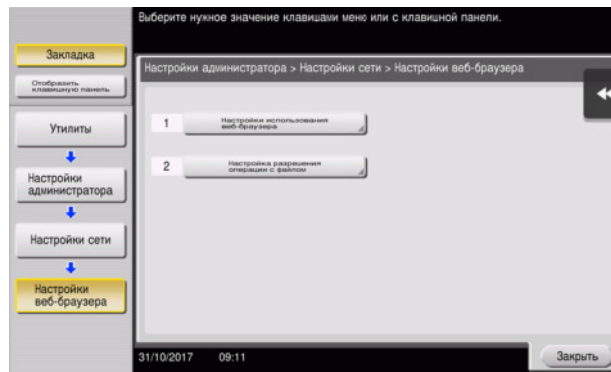 Выберите нужное значение клавишами меню или с клавишной панели.
Закладка
Отобразить
клавишную панель
Утилиты
Настройки
администратора
Настройки сети
Настройки
веб-браузера
Настройки администратора > Настройки сети > Настройки веб-браузера
1
Настройки использования
веб-браузера
2
Настройка разрешения
операции с файлом
31/10/2017 09:11
Закрыть